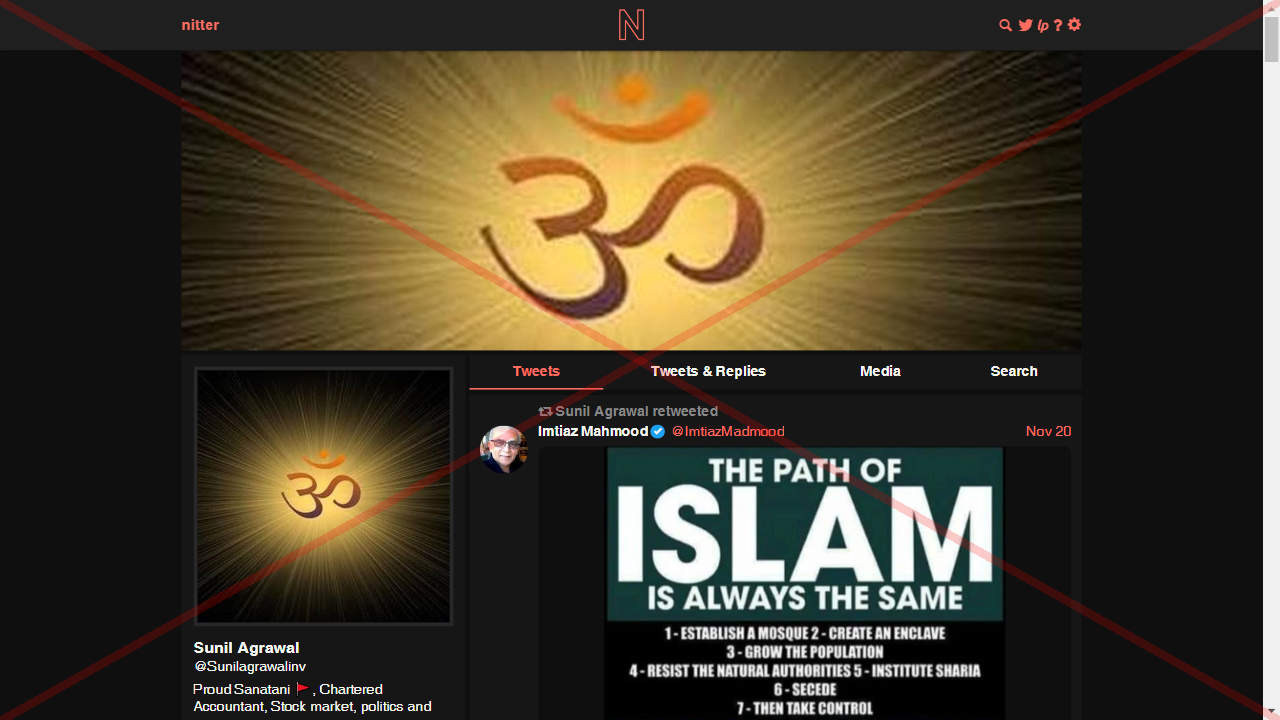 nitter
N
lp ?
ॐ
Tweets
Tweets & Replies
Media
Search
Sunil Agrawal retweeted
Imtiaz Mahmood @ImtiazMadmood
Nov 20
THE PATH OF
ISLAM
IS ALWAYS THE SAME
1 - ESTABLISH A MOSQUE 2 - CREATE AN ENCLAVE
3 - GROW THE POPULATION
4 - RESIST THE NATURAL AUTHORITIES 5 - INSTITUTE SHARIA
6 - SECEDE
7 - THEN TAKE CONTROL
ॐ
Sunil Agrawal
@Sunilagrawalinv
Proud Sanatani 🚩, Chartered
Accountant, Stock market, politics and